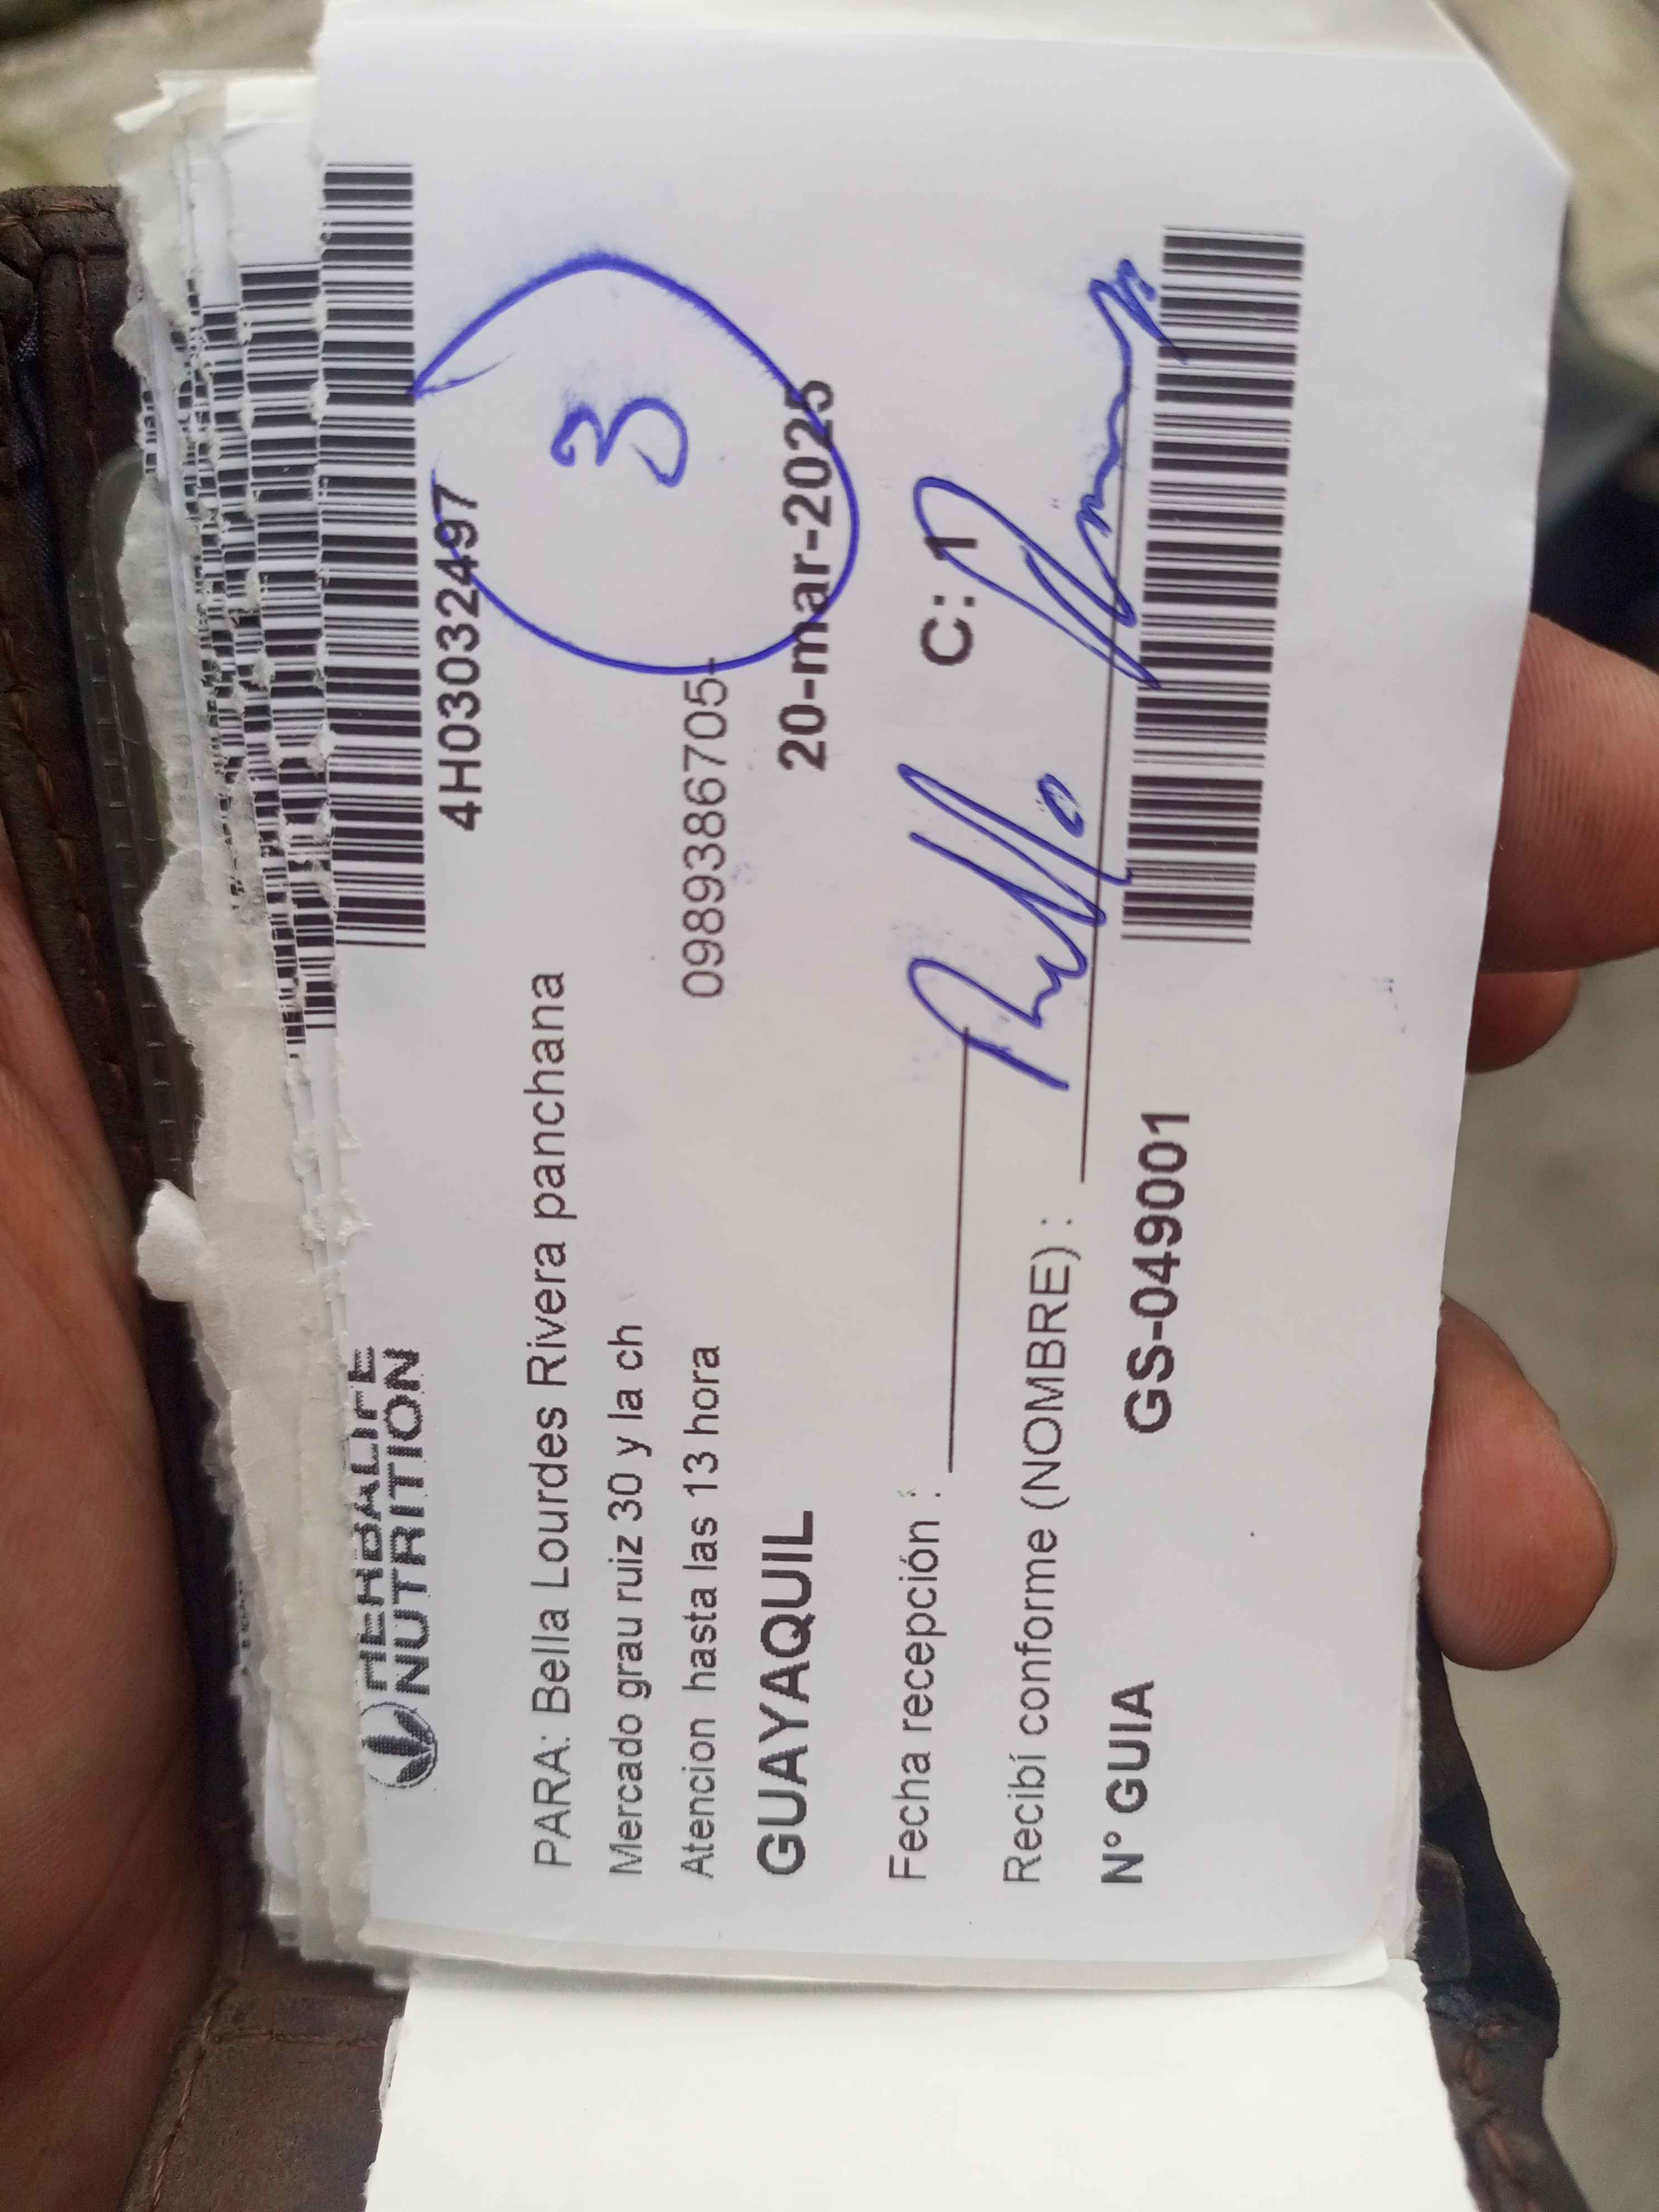 HERBALIFE
NUTRITION
4H03032497
PARA: Bella Lourdes Rivera panchana
Mercado grau ruiz 30 y la ch
3
Atencion hasta las 13 hora
0989386705-
GUAYAQUIL
20-mar-2025
Fecha recepción :
C: 1
Recibí conforme (NOMBRE) :
N° GUIA
GS-049001